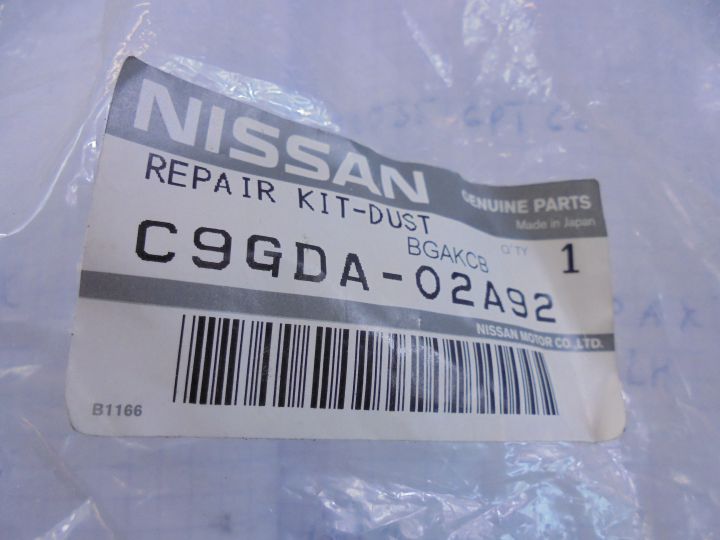 NISSAN
GENUINE PARTS
Made in Japan
REPAIR KIT-DUST
BGAKCB
Q'TY 1
C9GDA-02A92
NISSAN MOTOR CO.,LTD.
B1166